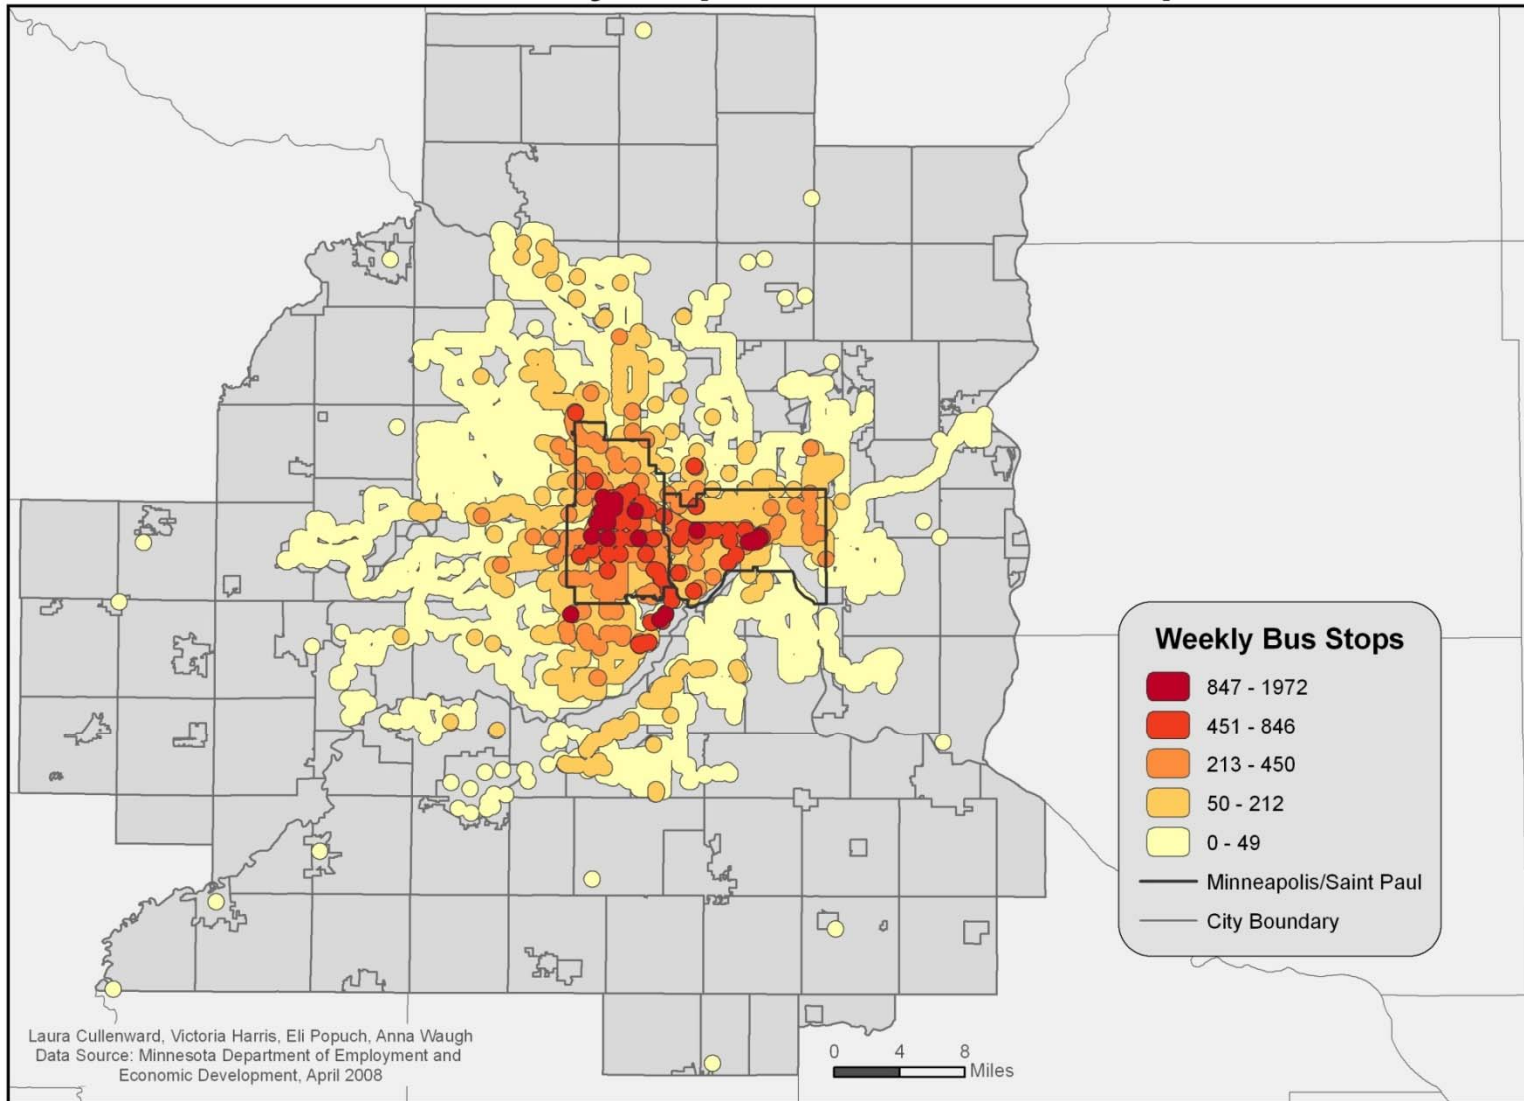 Weekly Bus Stops
847 - 1972
451 - 846
213 - 450
50 - 212
0 - 49
Minneapolis/Saint Paul
City Boundary
Laura Cullenward, Victoria Harris, Eli Popuch, Anna Waugh
Data Source: Minnesota Department of Employment and
Economic Development, April 2008
0 4 8
Miles